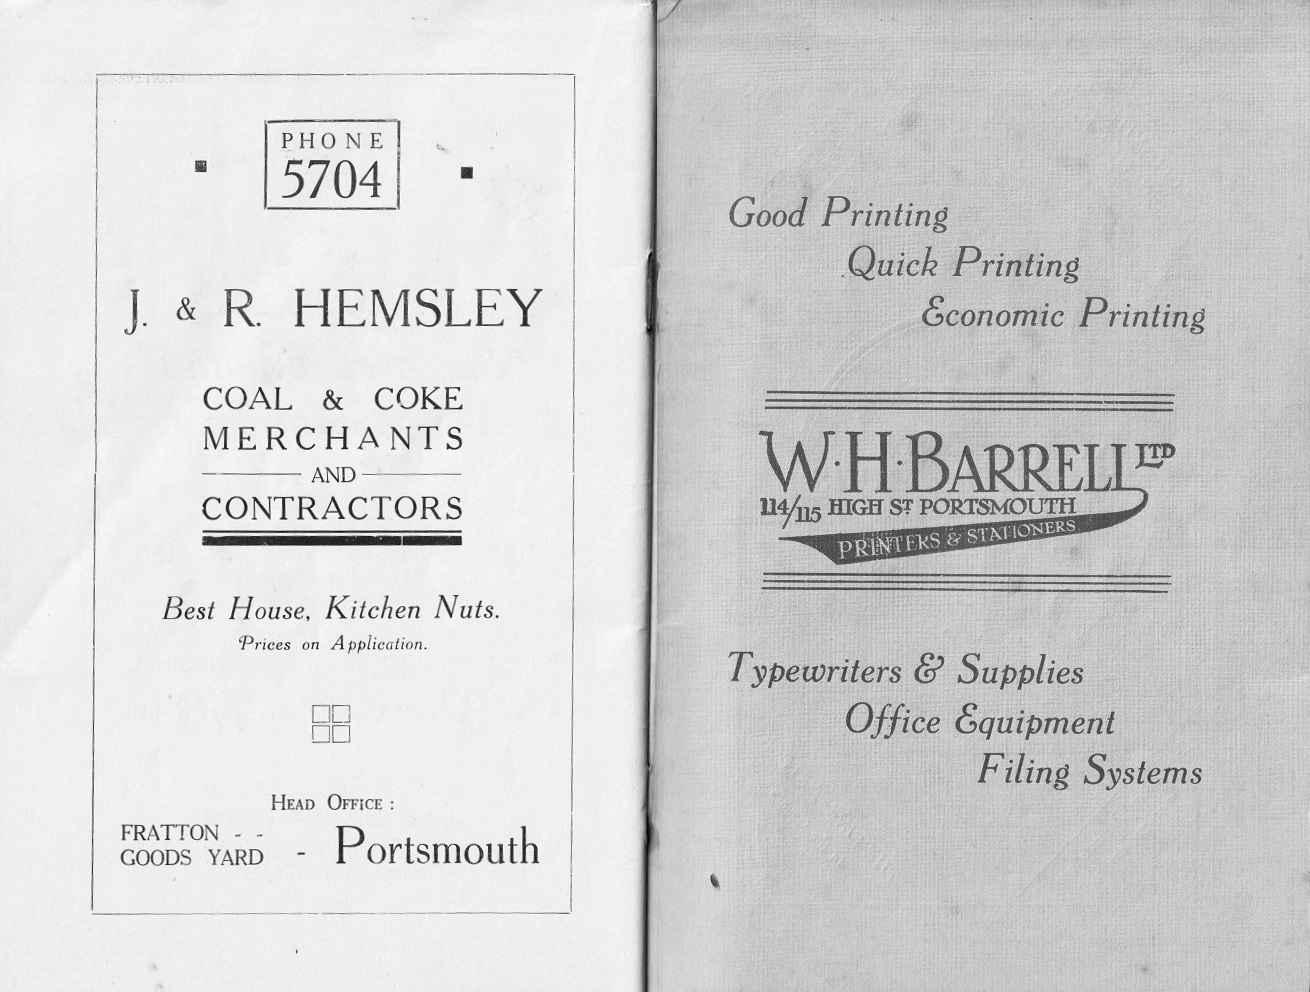 PHONE
5704
J. & R. HEMSLEY
COAL & COKE
MERCHANTS
AND
CONTRACTORS
Best House, Kitchen Nuts.
Prices on Application.
HEAD OFFICE :
FRATTON - -
GOODS YARD - Portsmouth
Good Printing
Quick Printing
Economic Printing
W·H·BARRELL LTD
114/115 HIGH ST PORTSMOUTH
PRINTERS & STATIONERS
Typewriters & Supplies
Office Equipment
Filing Systems